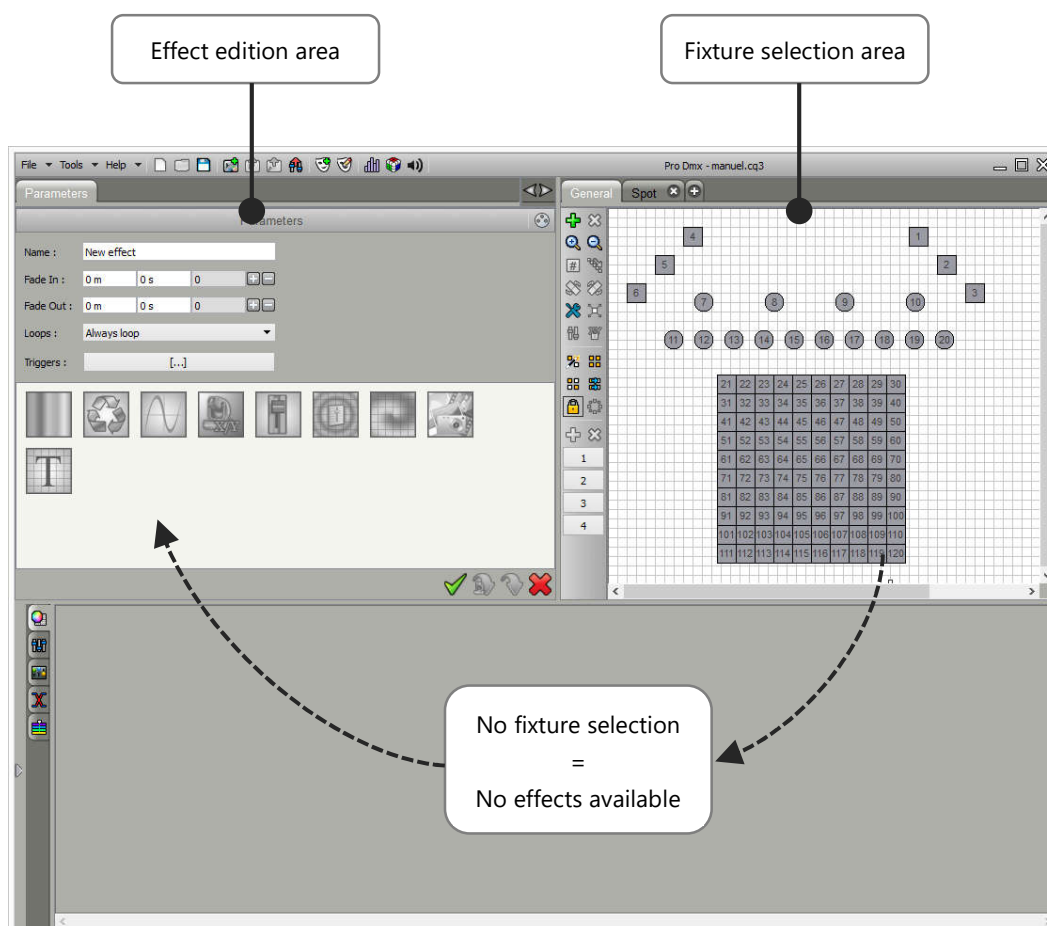 Effect edition area
Fixture selection area
File Tools Help
Pro Dmx - manuel.cq3
Parameters
General Spot
Parameters
Name : New effect
Fade In : 0 m 0 s 0
Fade Out : 0 m 0 s 0
Loops : Always loop
Triggers : [...]
X/Y
T
#
1
2
3
4
4 1
5 2
6 3
7 8 9 10
11 12 13 14 15 16 17 18 19 20
21 22 23 24 25 26 27 28 29 30
31 32 33 34 35 36 37 38 39 40
41 42 43 44 45 46 47 48 49 50
51 52 53 54 55 56 57 58 59 60
61 62 63 64 65 66 67 68 69 70
71 72 73 74 75 76 77 78 79 80
81 82 83 84 85 86 87 88 89 90
91 92 93 94 95 96 97 98 99 100
101 102 103 104 105 106 107 108 109 110
111 112 113 114 115 116 117 118 119 120
No fixture selection
=
No effects available